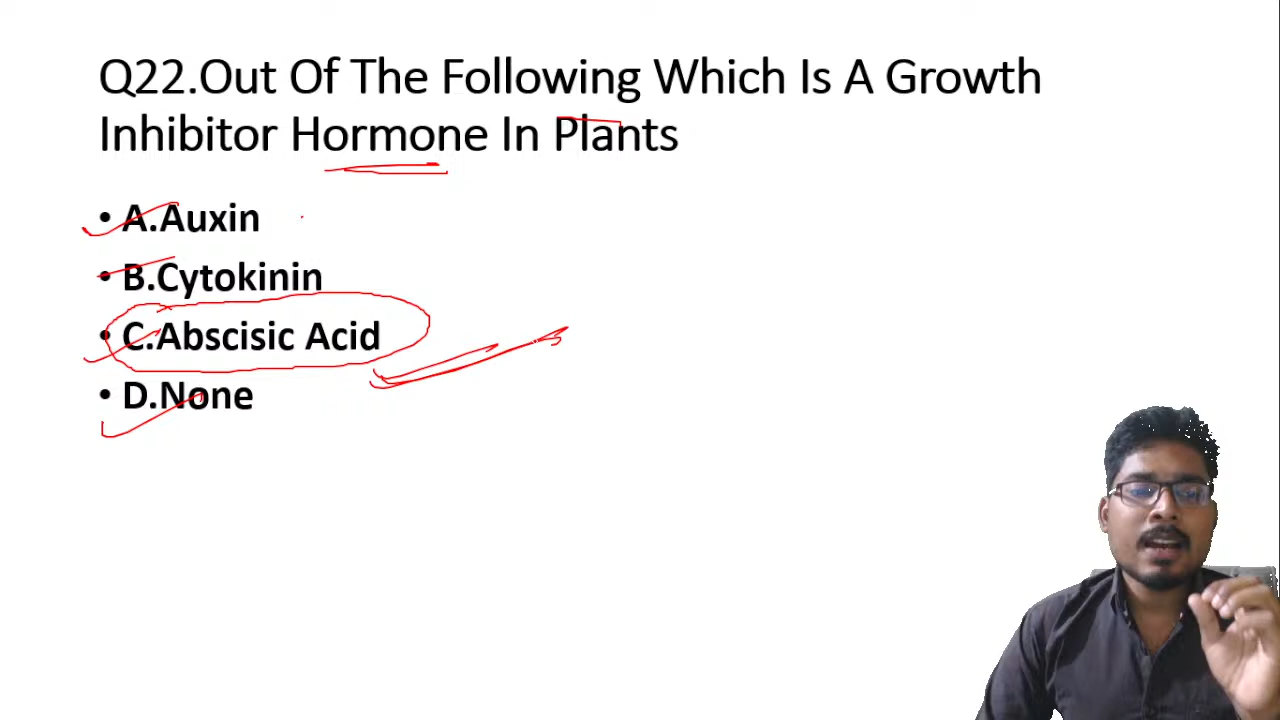 Q22.Out Of The Following Which Is A Growth
Inhibitor Hormone In Plants
• A.Auxin
• B.Cytokinin
• C.Abscisic Acid
• D.None